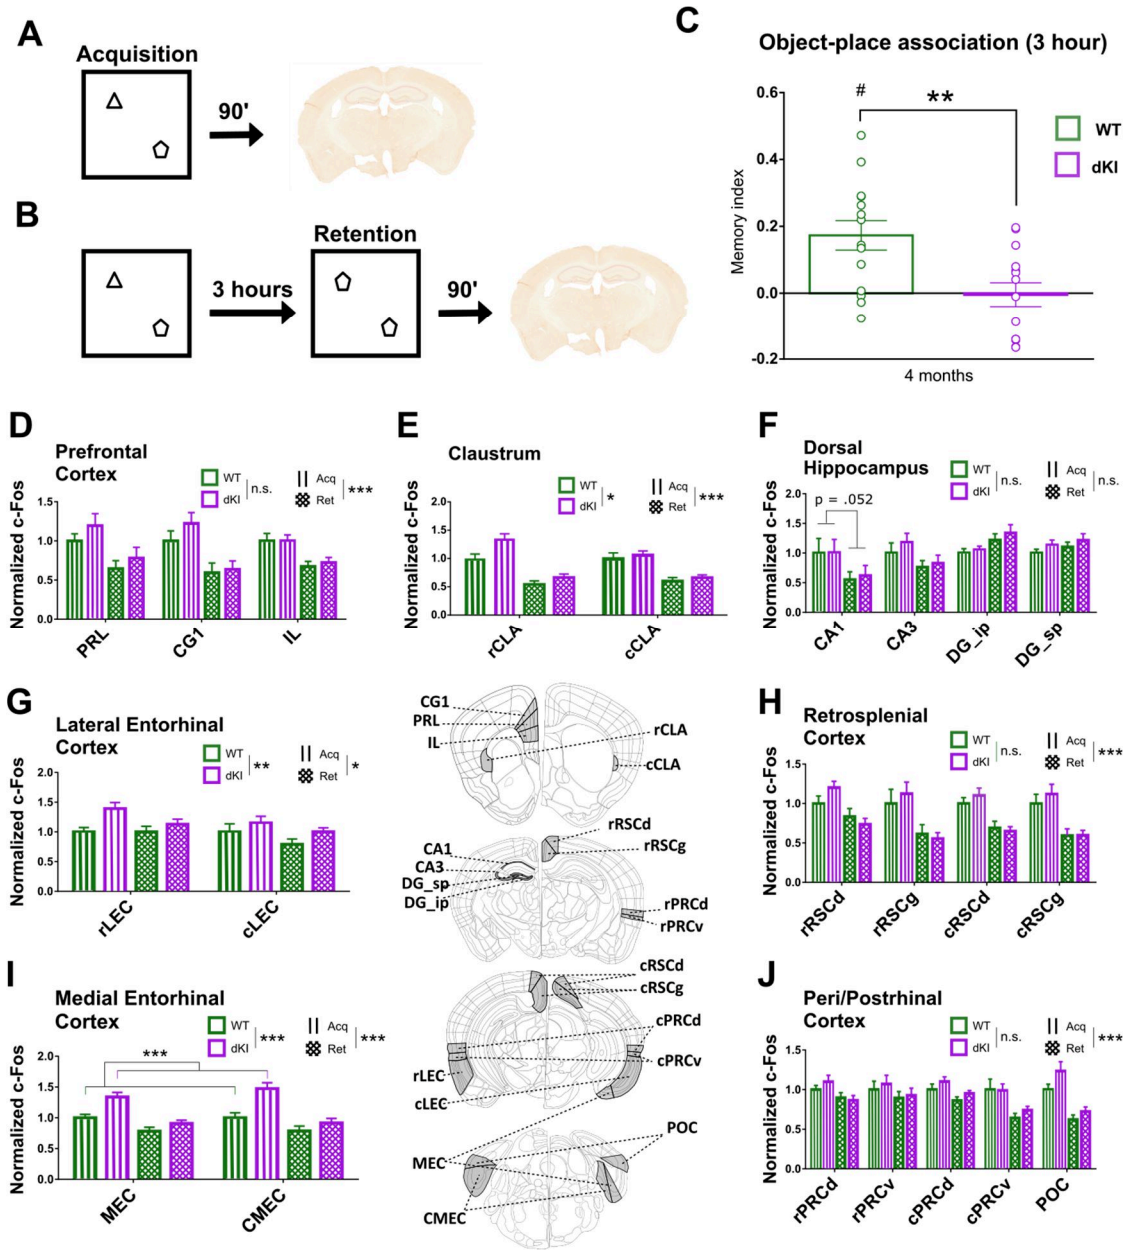 A
Acquisition
90'
B
3 hours
Retention
90'
C
Object-place association (3 hour)
Memory index
0.6
0.4
0.2
0.0
-0.2
#
**
WT
dKI
4 months
D
Prefrontal
Cortex
WT
dKI
n.s.
Acq
Ret
***
Normalized c-Fos
1.5
1.0
0.5
0.0
PRL
CG1
IL
E
Claustrum
WT
dKI
*
Acq
Ret
***
Normalized c-Fos
2.0
1.5
1.0
0.5
0.0
rCLA
cCLA
F
Dorsal
Hippocampus
WT
dKI
n.s.
Acq
Ret
n.s.
Normalized c-Fos
2.0
1.5
1.0
0.5
0.0
p = .052
CA1
CA3
DG_ip
DG_sp
G
Lateral Entorhinal
Cortex
WT
dKI
**
Acq
Ret
*
Normalized c-Fos
2.0
1.5
1.0
0.5
0.0
rLEC
cLEC
CG1
PRL
IL
rCLA
cCLA
rRSCd
rRSCg
CA1
CA3
DG_sp
DG_ip
rPRCd
rPRCv
cRSCd
cRSCg
cPRCd
cPRCv
rLEC
cLEC
POC
MEC
CMEC
H
Retrosplenial
Cortex
WT
dKI
n.s.
Acq
Ret
***
Normalized c-Fos
1.5
1.0
0.5
0.0
rRSCd
rRSCg
cRSCd
cRSCg
I
Medial Entorhinal
Cortex
WT
dKI
***
Acq
Ret
***
Normalized c-Fos
2.0
1.5
1.0
0.5
0.0
***
MEC
CMEC
J
Peri/Postrhinal
Cortex
WT
dKI
n.s.
Acq
Ret
***
Normalized c-Fos
1.5
1.0
0.5
0.0
rPRCd
rPRCv
cPRCd
cPRCv
POC